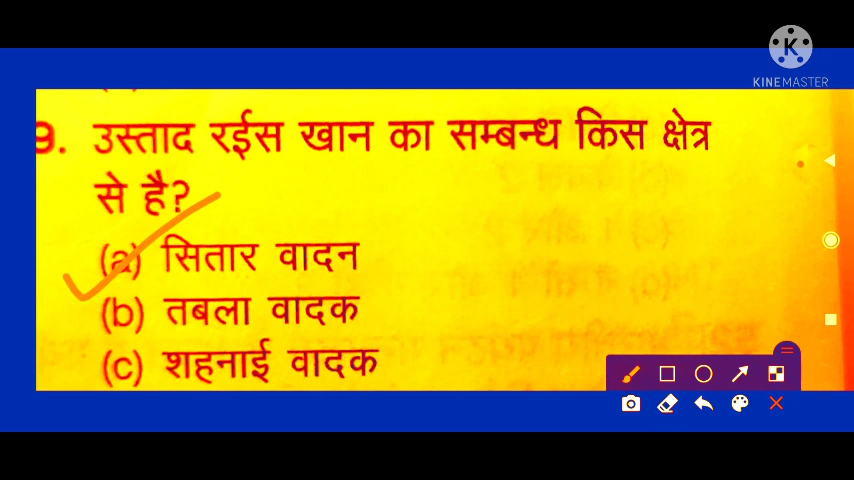 K
KINEMASTER
9. उस्ताद रईस खान का सम्बन्ध किस क्षेत्र
से है?
(a) सितार वादन
(b) तबला वादक
(c) शहनाई वादक